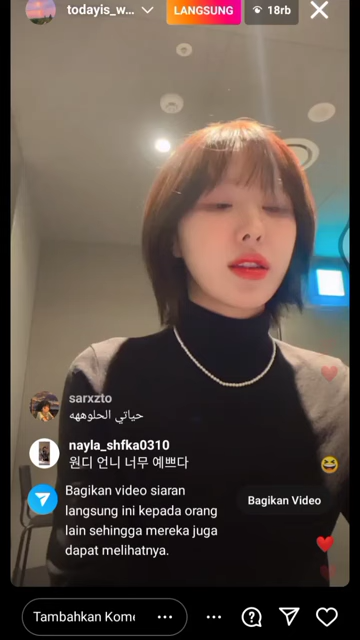 todayis_w...
LANGSUNG
18rb
sarxzto
حياتي الحلوههه
nayla_shfka0310
원디 언니 너무 예쁘다
Bagikan video siaran
langsung ini kepada orang
lain sehingga mereka juga
dapat melihatnya.
Bagikan Video
Tambahkan Kome